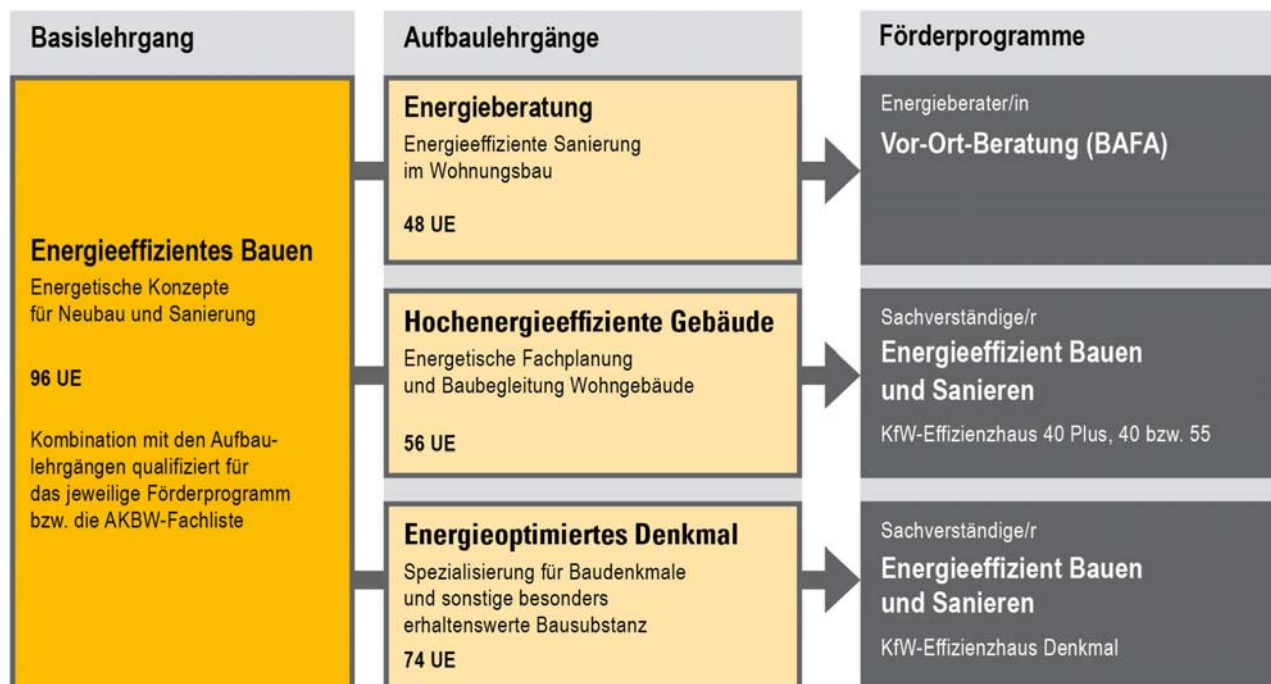 Basislehrgang
Energieeffizientes Bauen
Energetische Konzepte
für Neubau und Sanierung
96 UE
Kombination mit den Aufbau-
lehrgängen qualifiziert für
das jeweilige Förderprogramm
bzw. die AKBW-Fachliste
Aufbaulehrgänge
Energieberatung
Energieeffiziente Sanierung
im Wohnungsbau
48 UE
Hochenergieeffiziente Gebäude
Energetische Fachplanung
und Baubegleitung Wohngebäude
56 UE
Energieoptimiertes Denkmal
Spezialisierung für Baudenkmale
und sonstige besonders
erhaltenswerte Bausubstanz
74 UE
Förderprogramme
Energieberater/in
Vor-Ort-Beratung (BAFA)
Sachverständige/r
Energieeffizient Bauen
und Sanieren
KfW-Effizienzhaus 40 Plus, 40 bzw. 55
Sachverständige/r
Energieeffizient Bauen
und Sanieren
KfW-Effizienzhaus Denkmal